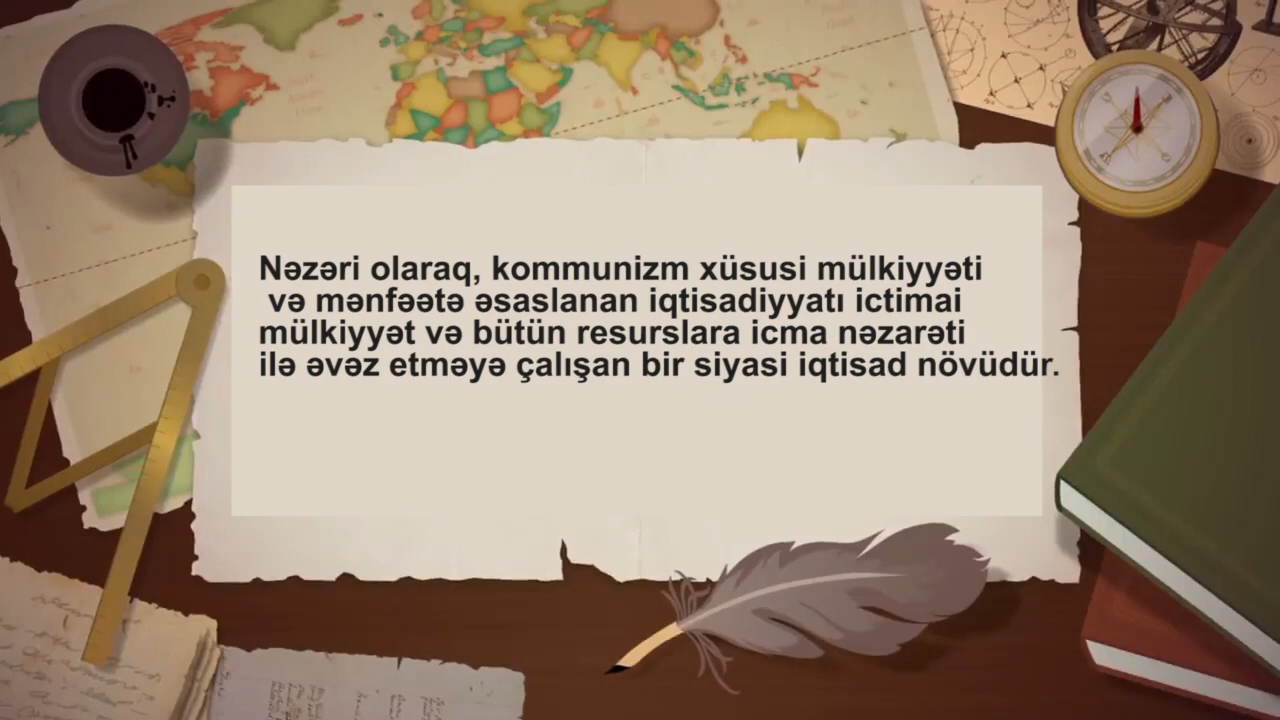 Nəzəri olaraq, kommunizm xüsusi mülkiyyəti
və mənfəətə əsaslanan iqtisadiyyatı ictimai
mülkiyyət və bütün resurslara icma nəzarəti
ilə əvəz etməyə çalışan bir siyasi iqtisad növüdür.